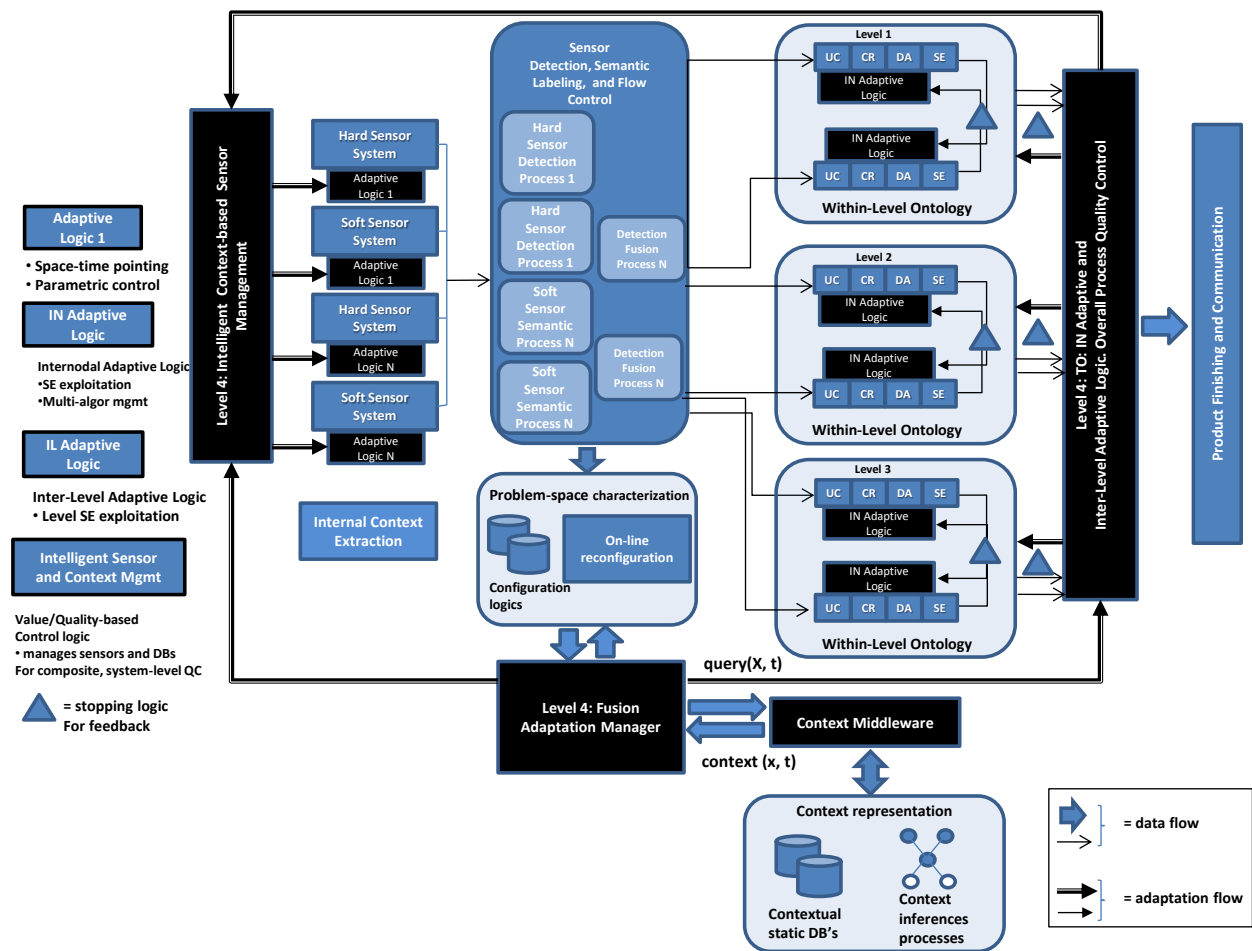 Adaptive
Logic 1
• Space-time pointing
• Parametric control
IN Adaptive
Logic
Internodal Adaptive Logic
•SE exploitation
•Multi-algor mgmt
IL Adaptive
Logic
Inter-Level Adaptive Logic
• Level SE exploitation
Intelligent Sensor
and Context Mgmt
Value/Quality-based
Control logic
• manages sensors and DBs
For composite, system-level QC
= stopping logic
For feedback
Level 4: Intelligent Context-based Sensor
Management
Hard Sensor
System
Adaptive
Logic 1
Soft Sensor
System
Adaptive
Logic 1
Hard Sensor
System
Adaptive
Logic N
Soft Sensor
System
Adaptive
Logic N
Internal Context
Extraction
Sensor
Detection, Semantic
Labeling, and Flow
Control
Hard
Sensor
Detection
Process 1
Hard
Sensor
Detection
Process 1
Soft
Sensor
Semantic
Process N
Soft
Sensor
Semantic
Process N
Detection
Fusion
Process N
Detection
Fusion
Process N
Problem-space characterization
Configuration
logics
On-line
reconfiguration
Level 4: Fusion
Adaptation Manager
query(X, t)
context (x, t)
Context Middleware
Context representation
Contextual
static DB's
Context
inferences
processes
Level 1
UC CR DA SE
IN Adaptive
Logic
IN Adaptive
Logic
UC CR DA SE
Within-Level Ontology
Level 2
UC CR DA SE
IN Adaptive
Logic
IN Adaptive
Logic
UC CR DA SE
Within-Level Ontology
Level 3
UC CR DA SE
IN Adaptive
Logic
IN Adaptive
Logic
UC CR DA SE
Within-Level Ontology
Level 4: TO: IN Adaptive and
Inter-Level Adaptive Logic. Overall Process Quality Control
Product Finishing and Communication
= data flow
= adaptation flow